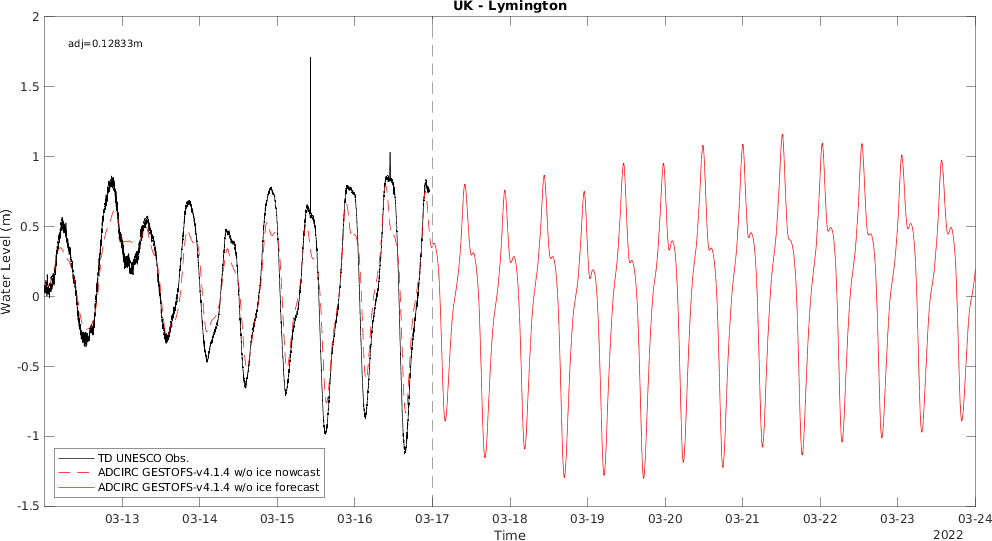 UK - Lymington
adj=0.12833m
2
1.5
1
0.5
0
-0.5
-1
-1.5
Water Level (m)
TD UNESCO Obs.
ADCIRC GESTOFS-v4.1.4 w/o ice nowcast
ADCIRC GESTOFS-v4.1.4 w/o ice forecast
03-13 03-14 03-15 03-16 03-17 03-18 03-19 03-20 03-21 03-22 03-23 03-24
Time
2022